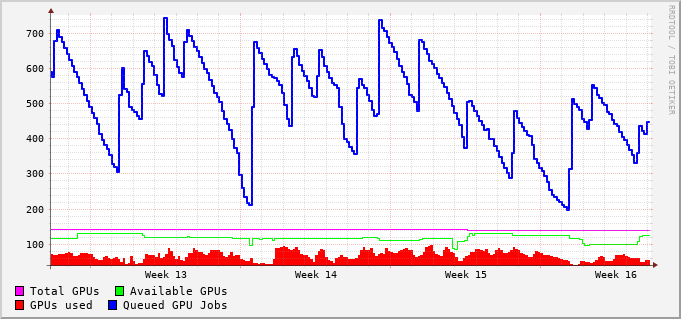 RRDTOOL / TOBI OETIKER
700
600
500
400
300
200
100
Week 13 Week 14 Week 15 Week 16
Total GPUs Available GPUs
GPUs used Queued GPU Jobs